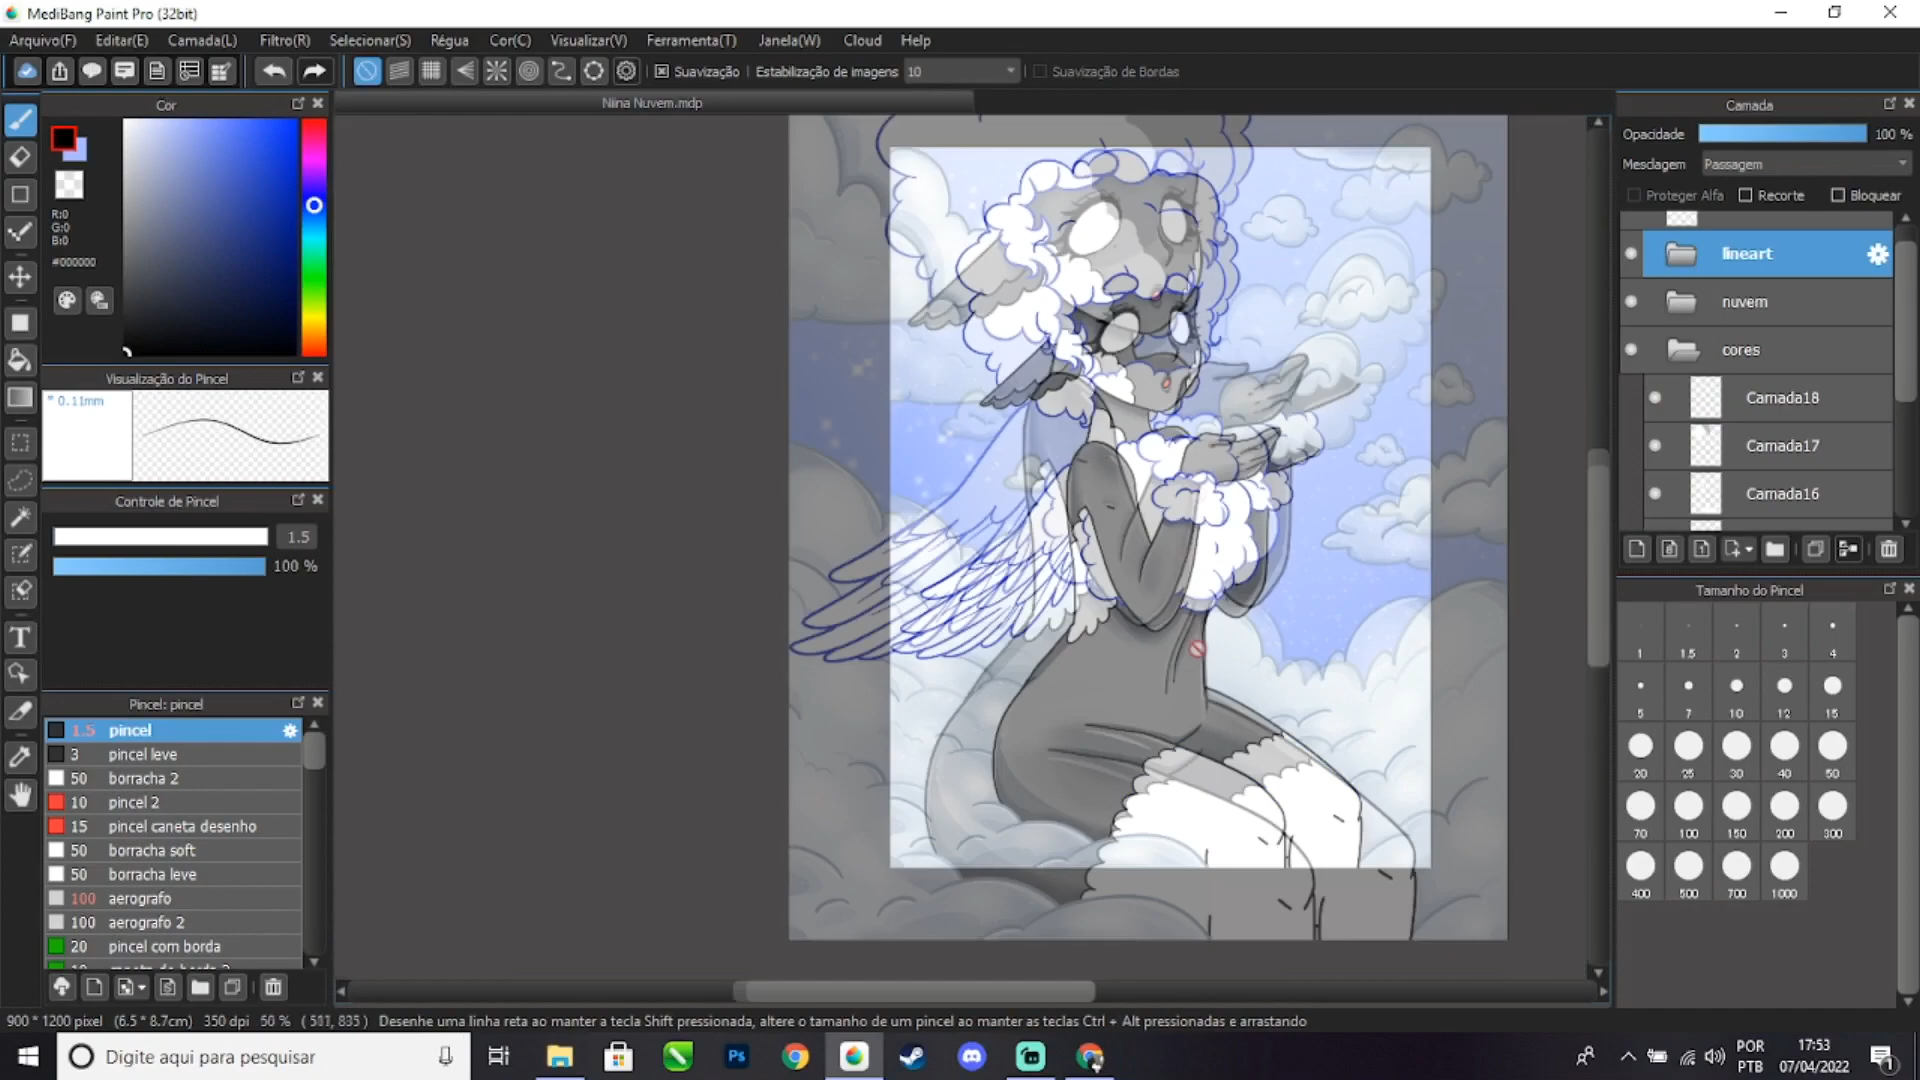 MediBang Paint Pro (32bit)
Arquivo(F) Editar(E) Camada(L) Filtro(R) Selecionar(S) Régua Cor(C) Visualizar(V) Ferramenta(T) Janela(W) Cloud Help
Suavização Estabilização de imagens 10 Suavização de Bordas
Cor
Niina Nuvem.mdp
Camada
Opacidade 100 %
Mesclagem Passagem
Proteger Alfa Recorte Bloquear
R:0
G:0
B:0
#000000
lineart
nuvem
cores
Camada18
Camada17
Camada16
Visualização do Pincel
* 0.11mm
Controle de Pincel
1.5
100 %
Tamanho do Pincel
1 1.5 2 3 4
5 7 10 12 15
20 25 30 40 50
70 100 150 200 300
400 500 700 1000
Pincel: pincel
1.5 pincel
3 pincel leve
50 borracha 2
10 pincel 2
15 pincel caneta desenho
50 borracha soft
50 borracha leve
100 aerografo
100 aerografo 2
20 pincel com borda
900 * 1200 pixel (6.5 * 8.7cm) 350 dpi 50 % ( 511, 835 ) Desenhe uma linha reta ao manter a tecla Shift pressionada, altere o tamanho de um pincel ao manter as teclas Ctrl + Alt pressionadas e arrastando
Digite aqui para pesquisar
Ps
POR
PTB
17:53
07/04/2022
1